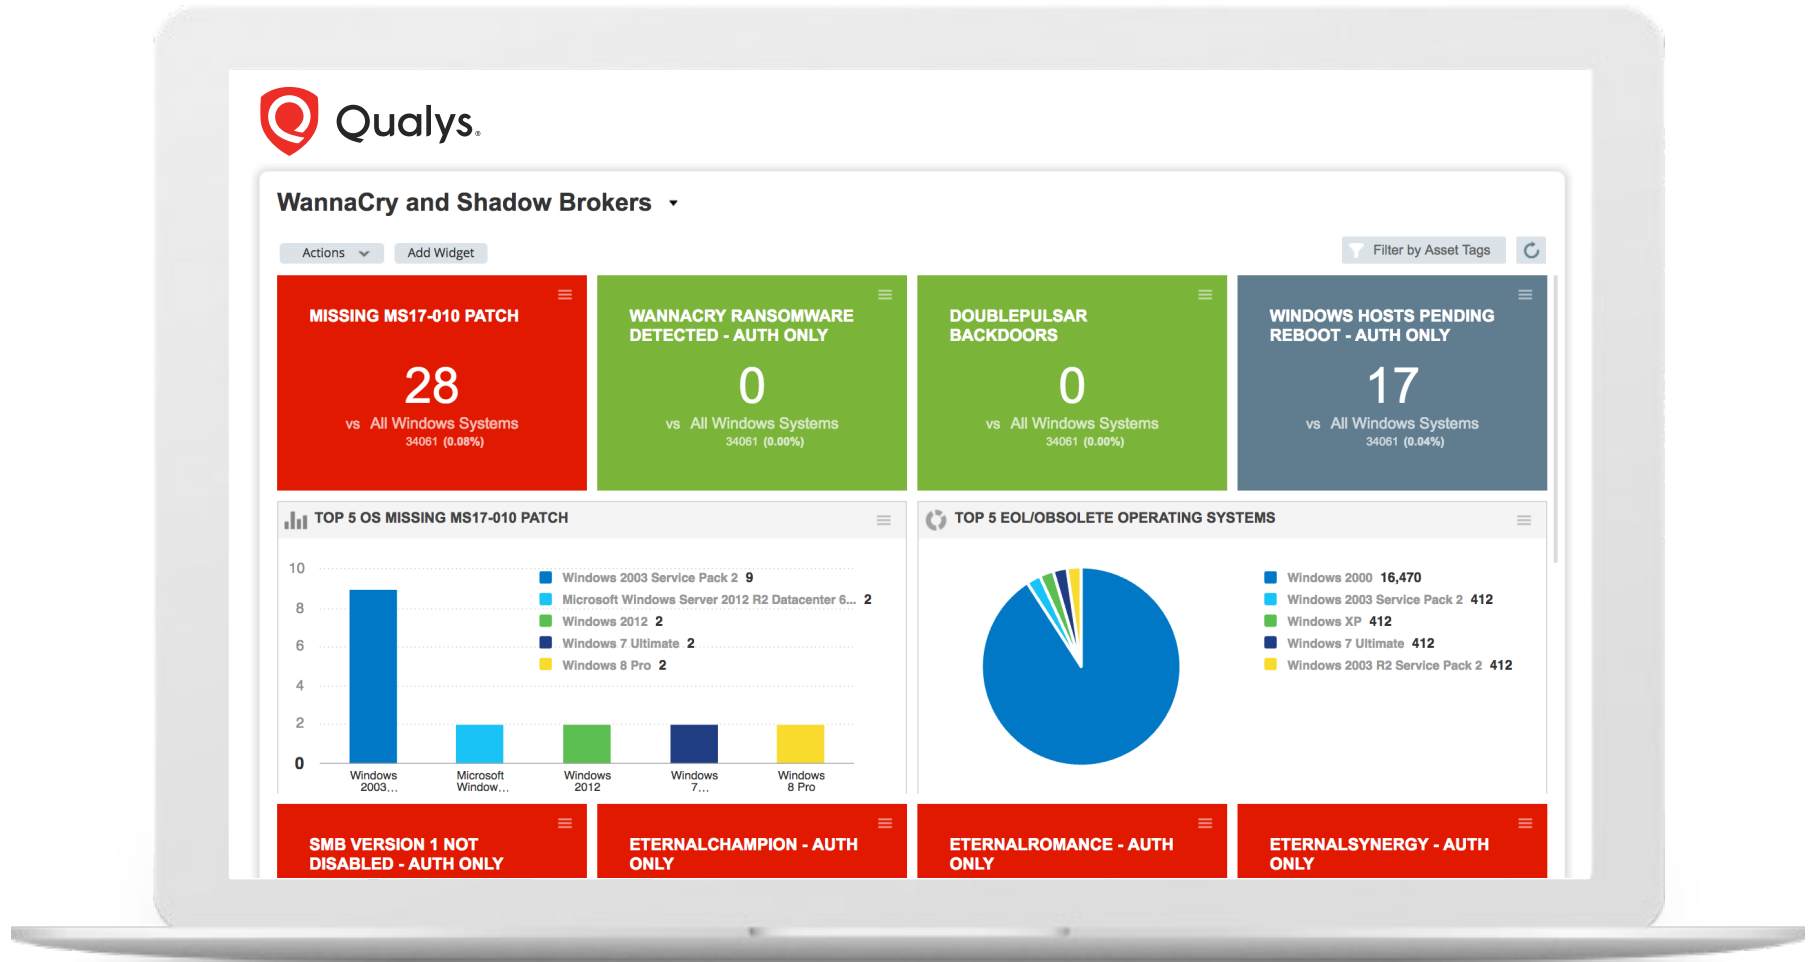 Qualys.
WannaCry and Shadow Brokers
Actions
Add Widget
Filter by Asset Tags
MISSING MS17-010 PATCH
28
vs All Windows Systems
34061 (0.08%)
WANNACRY RANSOMWARE
DETECTED - AUTH ONLY
0
vs All Windows Systems
34061 (0.00%)
DOUBLEPULSAR
BACKDOORS
0
vs All Windows Systems
34061 (0.00%)
WINDOWS HOSTS PENDING
REBOOT - AUTH ONLY
17
vs All Windows Systems
34061 (0.04%)
TOP 5 OS MISSING MS17-010 PATCH
10
8
6
4
2
0
Windows 2003 Service Pack 2 9
Microsoft Windows Server 2012 R2 Datacenter 6... 2
Windows 2012 2
Windows 7 Ultimate 2
Windows 8 Pro 2
Windows
2003...
Microsoft
Window...
Windows
2012
Windows
7...
Windows
8 Pro
TOP 5 EOL/OBSOLETE OPERATING SYSTEMS
Windows 2000 16,470
Windows 2003 Service Pack 2 412
Windows XP 412
Windows 7 Ultimate 412
Windows 2003 R2 Service Pack 2 412
SMB VERSION 1 NOT
DISABLED - AUTH ONLY
ETERNALCHAMPION - AUTH
ONLY
ETERNALROMANCE - AUTH
ONLY
ETERNALSYNERGY - AUTH
ONLY